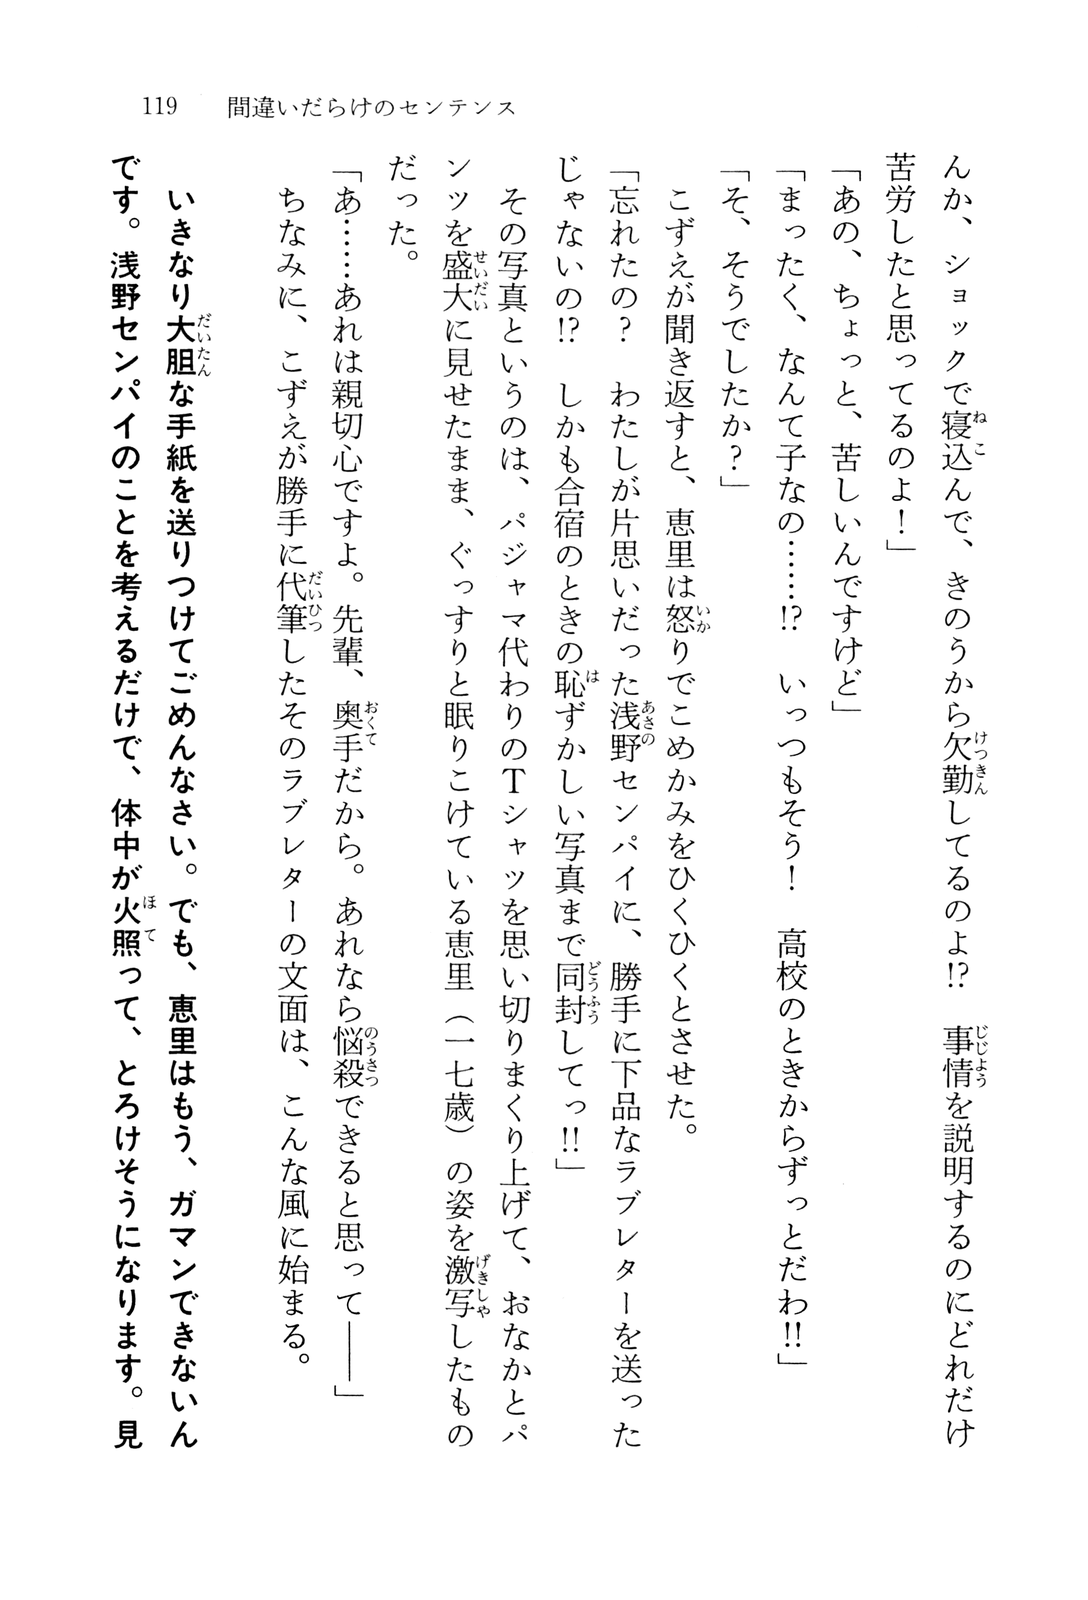 119　間違いだらけのセンテンス
んか、ショックで寝込んで、きのうから欠勤してるのよ!?　事情を説明するのにどれだけ
苦労したと思ってるのよ！」
「あの、ちょっと、苦しいんですけど」
「まったく、なんて子なの……!?　いっつもそう！　高校のときからずっとだわ!!」
「そ、そうでしたか？」
　こずえが聞き返すと、恵里は怒りでこめかみをひくひくとさせた。
「忘れたの？　わたしが片思いだった浅野センパイに、勝手に下品なラブレターを送った
じゃないの!?　しかも合宿のときの恥ずかしい写真まで同封してっ!!」
　その写真というのは、パジャマ代わりのTシャツを思い切りまくり上げて、おなかとパ
ンツを盛大に見せたまま、ぐっすりと眠りこけている恵里（一七歳）の姿を激写したもの
だった。
「あ……あれは親切心ですよ。先輩、奥手だから。あれなら悩殺できると思って――」
　ちなみに、こずえが勝手に代筆したそのラブレターの文面は、こんな風に始まる。
　いきなり大胆な手紙を送りつけてごめんなさい。でも、恵里はもう、ガマンできないん
です。浅野センパイのことを考えるだけで、体中が火照って、とろけそうになります。見